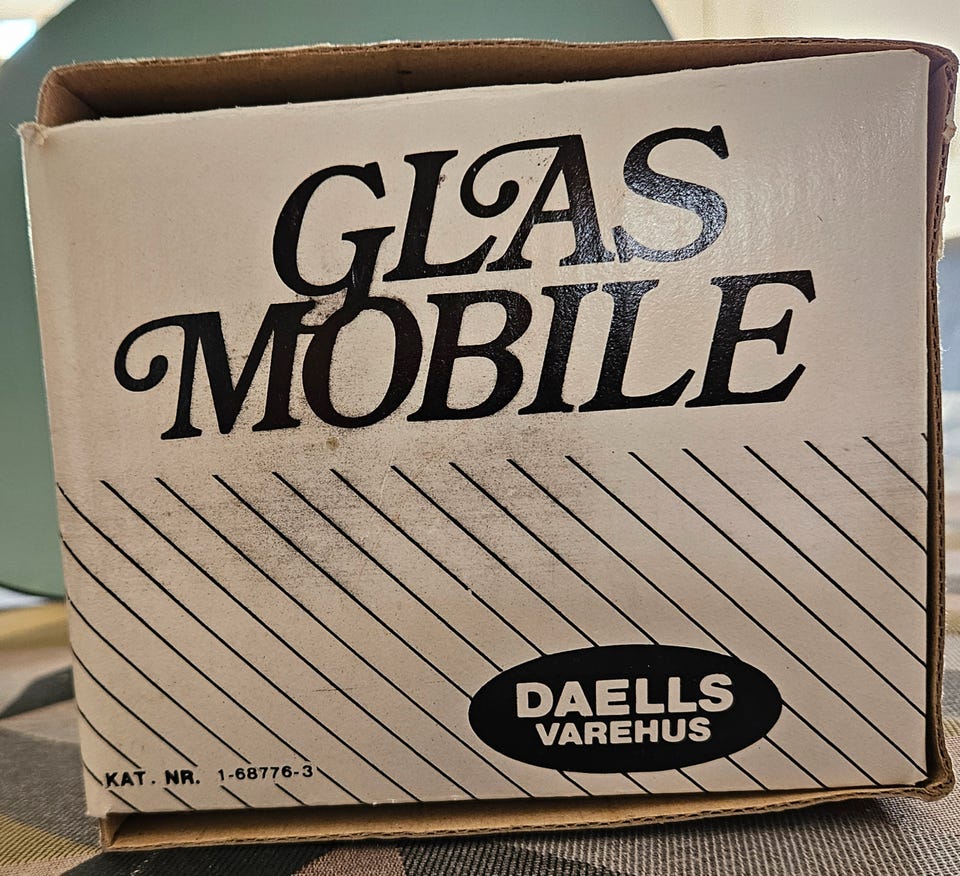 GLAS
MOBILE
DAELLS
VAREHUS
KAT. NR. 1-68776-3